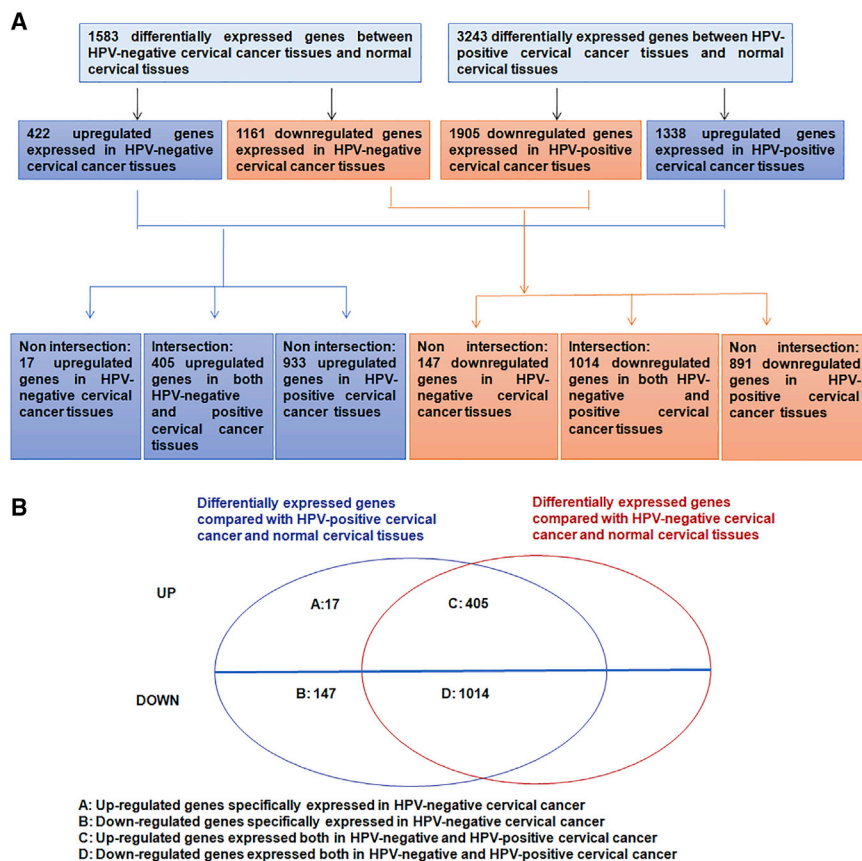 A
1583 differentially expressed genes between
HPV-negative cervical cancer tissues and normal
cervical tissues
3243 differentially expressed genes between HPV-
positive cervical cancer tissues and normal
cervical tissues
422 upregulated genes
expressed in HPV-negative
cervical cancer tissues
1161 downregulated genes
expressed in HPV-negative
cervical cancer tissues
1905 downregulated genes
expressed in HPV-positive
cervical cancer tisues
1338 upregulated genes
expressed in HPV-positive
cervical cancer tissues
Non intersection:
17 upregulated
genes in HPV-
negative cervical
cancer tissues
Intersection:
405 upregulated
genes in both
HPV-negative
and positive
cervical cancer
tissues
Non intersection:
933 upregulated
genes in HPV-
positive cervical
cancer tissues
Non intersection:
147 downregulated
genes in HPV-
negative cervical
cancer tissues
Intersection:
1014 downregulated
genes in both HPV-
negative and
positive cervical
cancer tissues
Non intersection:
891 downregulated
genes in HPV-
positive cervical
cancer tissues
B
Differentially expressed genes
compared with HPV-positive cervical
cancer and normal cervical tissues
Differentially expressed genes
compared with HPV-negative cervical
cancer and normal cervical tissues
UP
A:17
C: 405
DOWN
B: 147
D: 1014
A: Up-regulated genes specifically expressed in HPV-negative cervical cancer
B: Down-regulated genes specifically expressed in HPV-negative cervical cancer
C: Up-regulated genes expressed both in HPV-negative and HPV-positive cervical cancer
D: Down-regulated genes expressed both in HPV-negative and HPV-positive cervical cancer